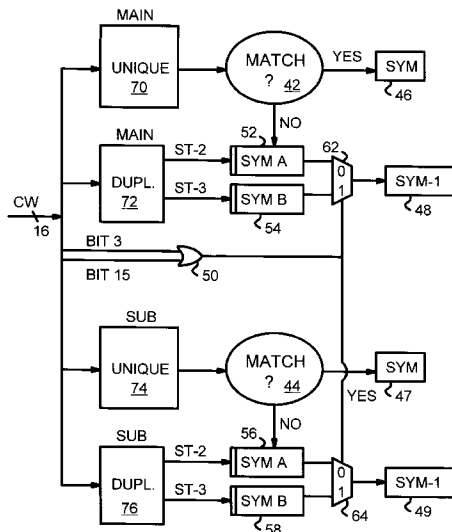 MAIN
UNIQUE
70
MATCH
? 42
YES
SYM
46
NO
MAIN
DUPL.
72
ST-2
ST-3
52
SYM A
SYM B
54
62
0
1
SYM-1
48
CW
16
BIT 3
BIT 15
50
SUB
UNIQUE
74
MATCH
? 44
YES
SYM
47
NO
SUB
DUPL.
76
ST-2
ST-3
56
SYM A
SYM B
58
0
1
64
SYM-1
49